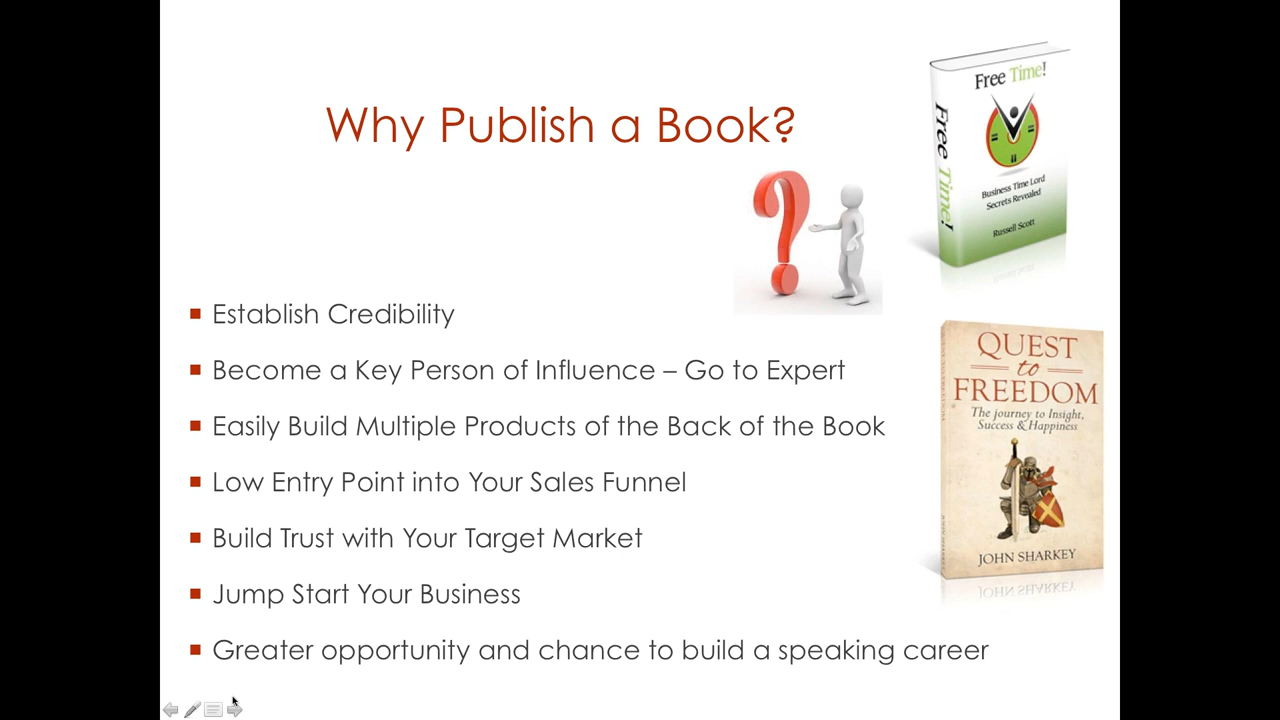 Why Publish a Book?
Establish Credibility
Become a Key Person of Influence – Go to Expert
Easily Build Multiple Products of the Back of the Book
Low Entry Point into Your Sales Funnel
Build Trust with Your Target Market
Jump Start Your Business
Greater opportunity and chance to build a speaking career
Free Time!
Free Time!
Business Time Lord
Secrets Revealed
Russell Scott
QUEST
to
FREEDOM
The journey to Insight,
Success & Happiness
JOHN SHARKEY